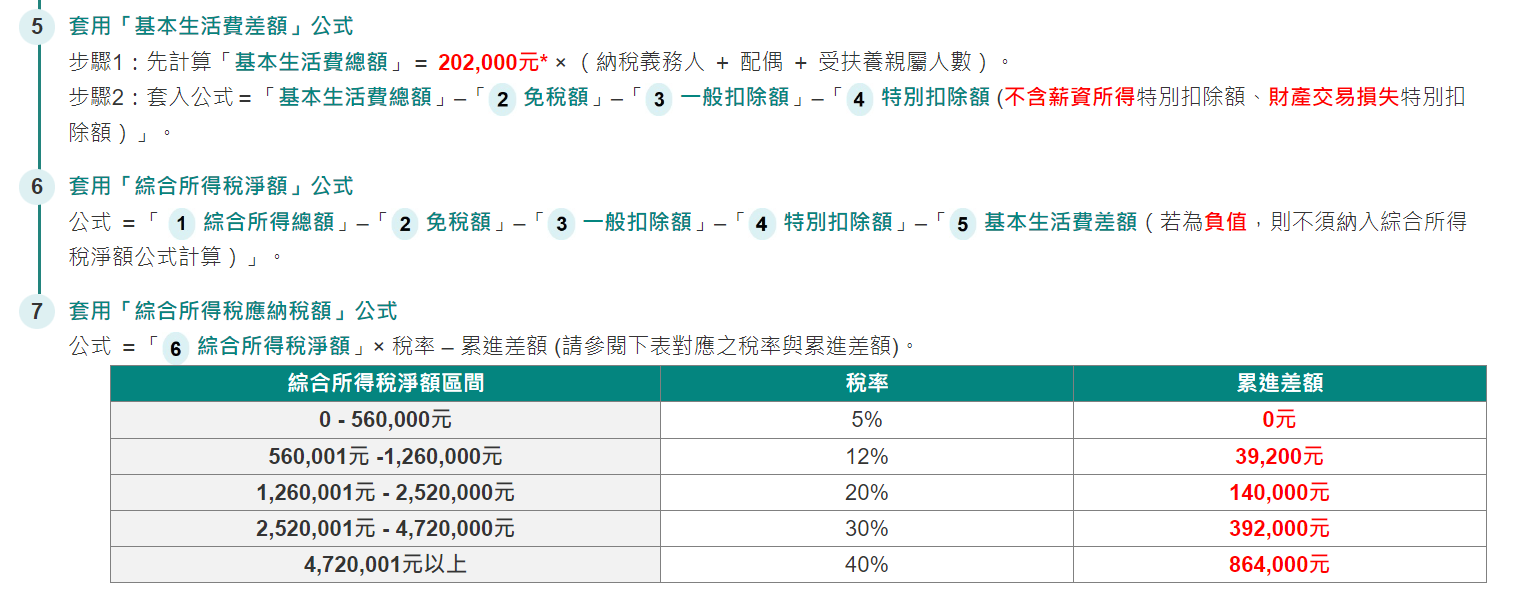 5 套用「基本生活費差額」公式
步驟1：先計算「基本生活費總額」 = 202,000元* × （納稅義務人 + 配偶 + 受扶養親屬人數）。
步驟2：套入公式 =「基本生活費總額」–「 2 免稅額」–「 3 一般扣除額」–「 4 特別扣除額 (不含薪資所得特別扣除額、財產交易損失特別扣
除額）」。
6 套用「綜合所得稅淨額」公式
公式 =「 1 綜合所得總額」–「 2 免稅額」–「 3 一般扣除額」–「 4 特別扣除額」–「 5 基本生活費差額（若為負值，則不須納入綜合所得
稅淨額公式計算）」。
7 套用「綜合所得稅應納稅額」公式
公式 =「 6 綜合所得稅淨額」× 稅率 – 累進差額 (請參閱下表對應之稅率與累進差額)。
綜合所得稅淨額區間 稅率 累進差額
0 - 560,000元 5% 0元
560,001元 -1,260,000元 12% 39,200元
1,260,001元 - 2,520,000元 20% 140,000元
2,520,001元 - 4,720,000元 30% 392,000元
4,720,001元以上 40% 864,000元